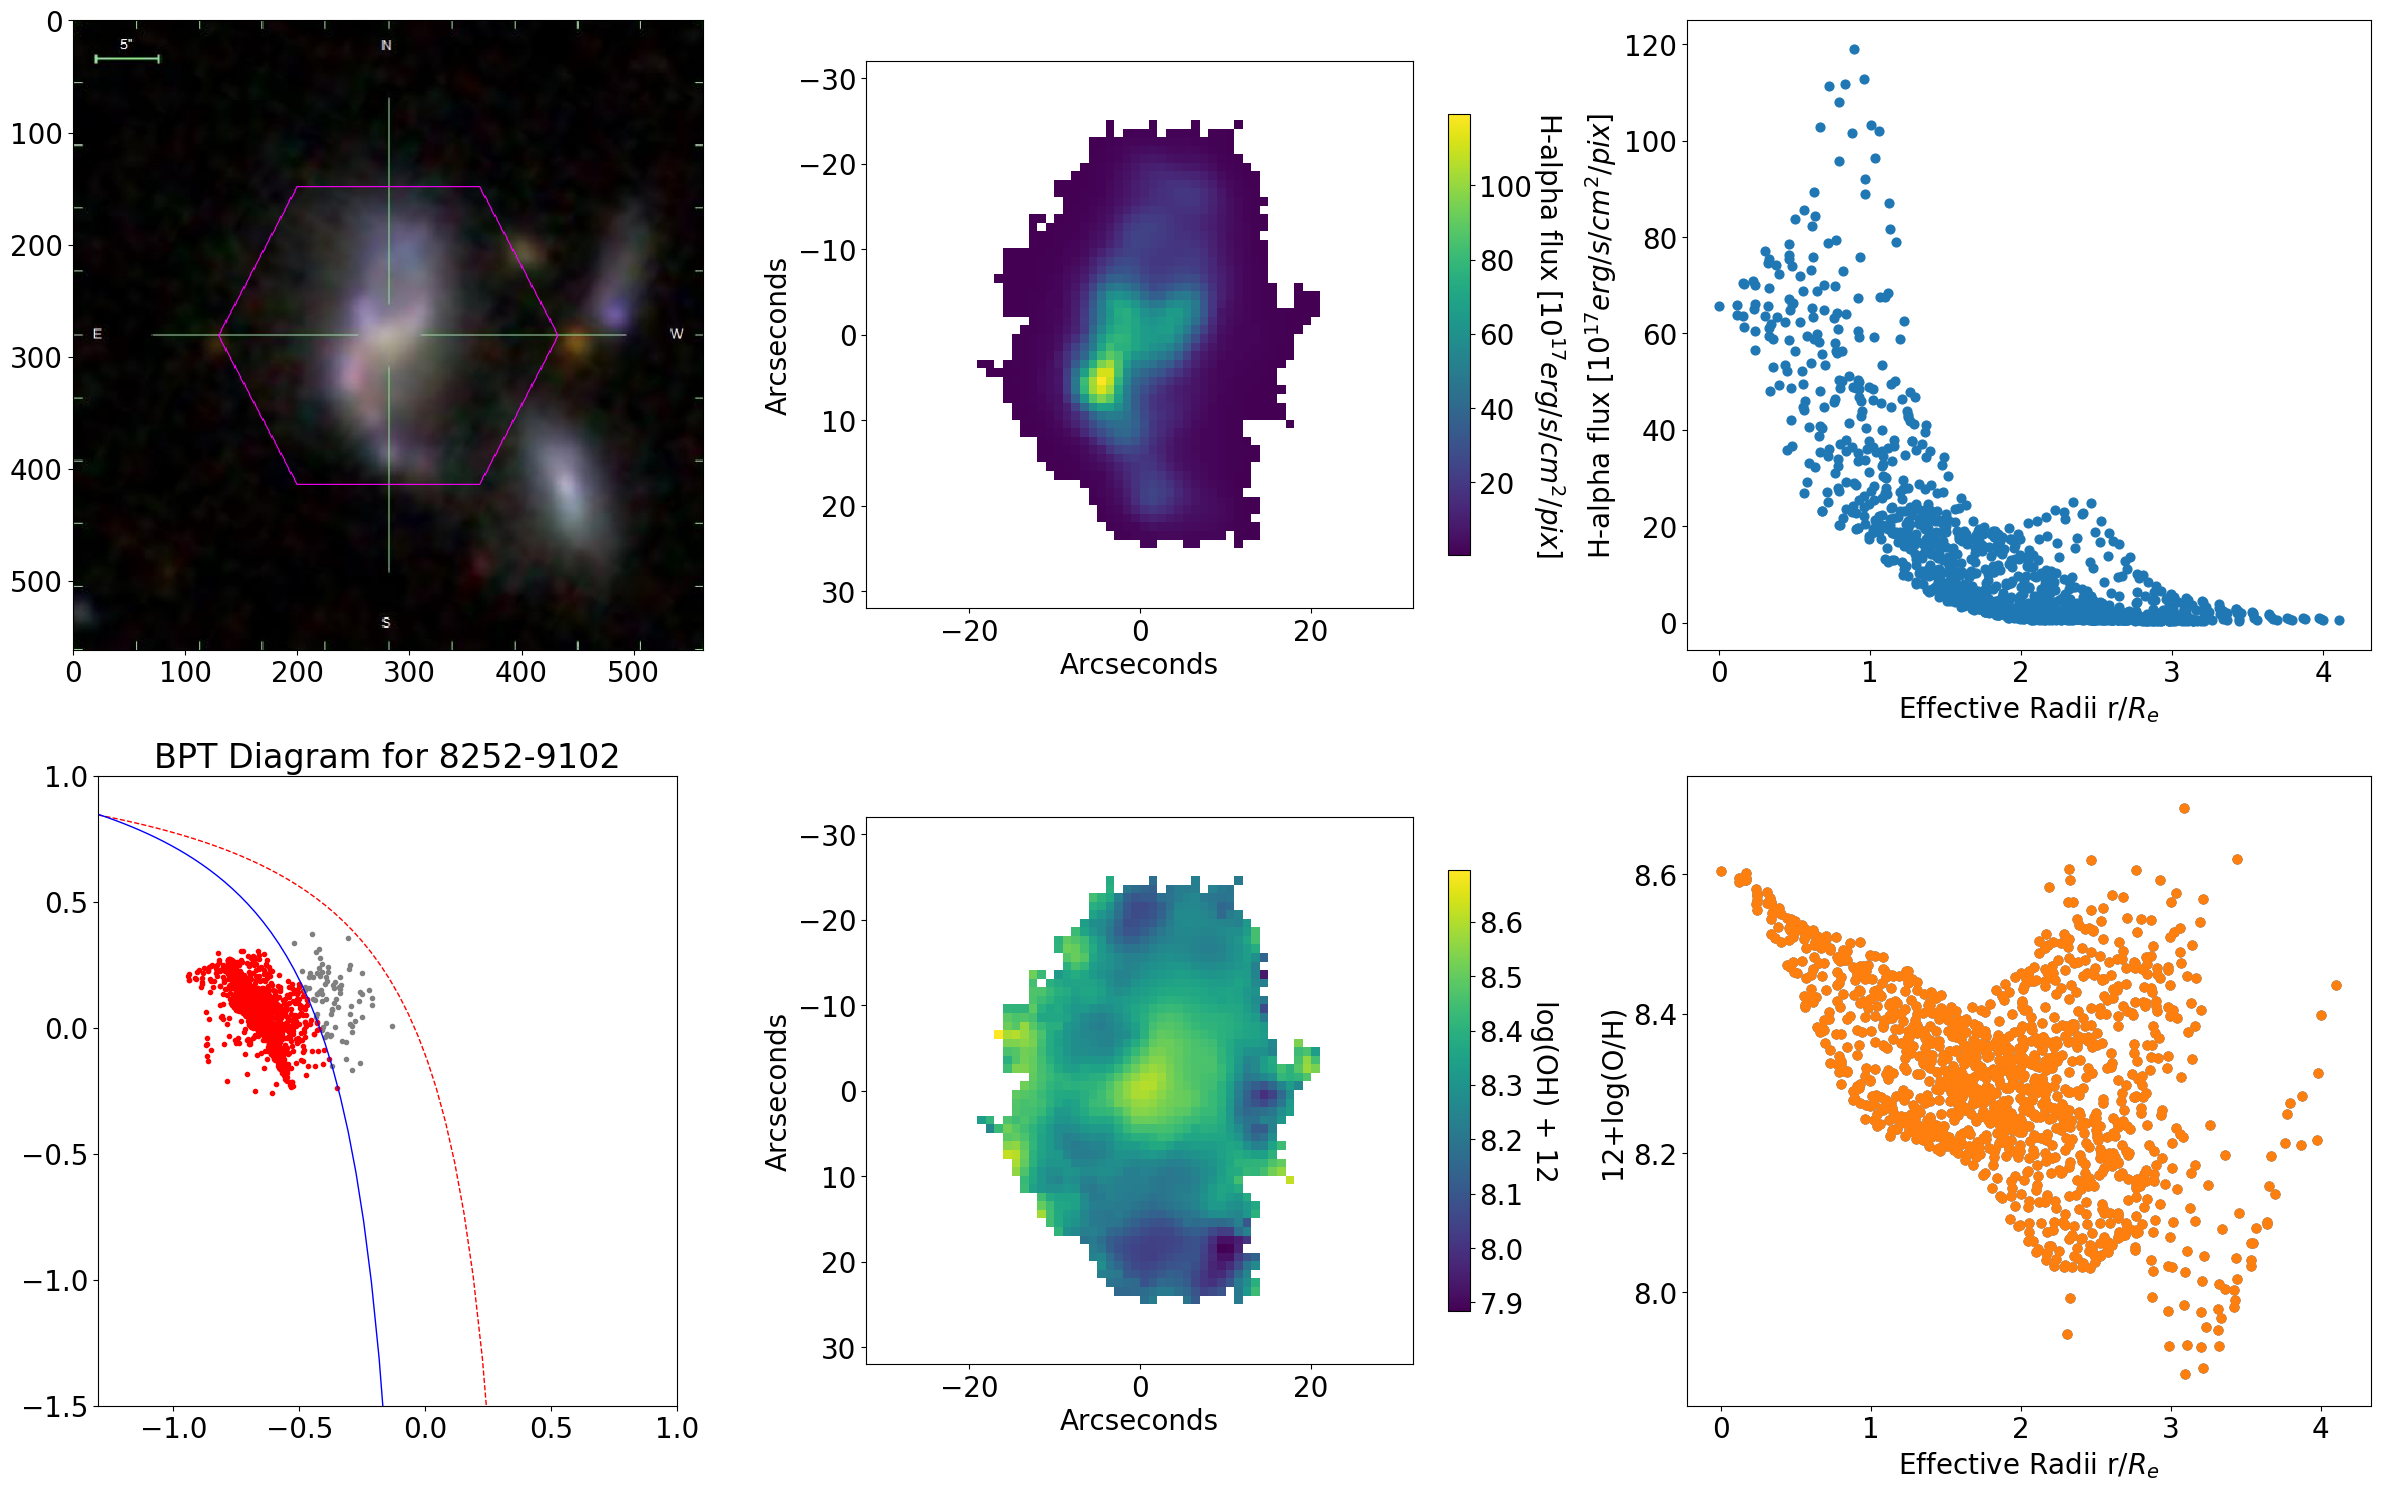 0
100
200
300
400
500
0 100 200 300 400 500
5"
N
E
W
S
−30
−20
−10
0
10
20
30
−20 0 20
Arcseconds
Arcseconds
100
80
60
40
20
H-alpha flux [10^17 erg/s/cm^2/pix]
H-alpha flux [10^17 erg/s/cm^2/pix]
120
100
80
60
40
20
0
0 1 2 3 4
Effective Radii r/R_e
BPT Diagram for 8252-9102
1.0
0.5
0.0
−0.5
−1.0
−1.5
−1.0 −0.5 0.0 0.5 1.0
−30
−20
−10
0
10
20
30
−20 0 20
Arcseconds
Arcseconds
8.6
8.5
8.4
8.3
8.2
8.1
8.0
7.9
log(OH) + 12
12+log(O/H)
8.6
8.4
8.2
8.0
0 1 2 3 4
Effective Radii r/R_e